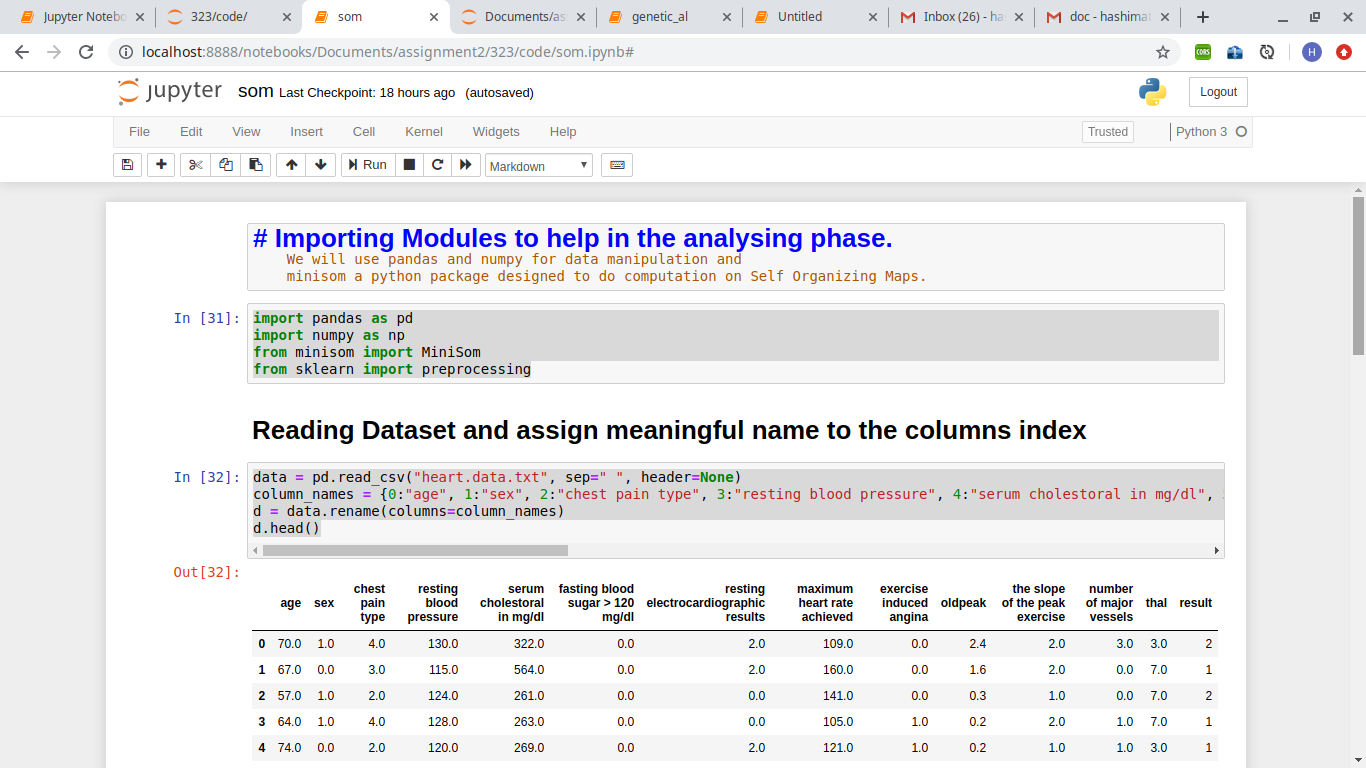 Jupyter Notebo
323/code/
som
Documents/as
genetic_al
Untitled
Inbox (26) - ha
doc - hashimat
localhost:8888/notebooks/Documents/assignment2/323/code/som.ipynb#
CORS
H
jupyter som Last Checkpoint: 18 hours ago (autosaved)
Logout
File Edit View Insert Cell Kernel Widgets Help
Trusted
Python 3
Run
Markdown
# Importing Modules to help in the analysing phase.
We will use pandas and numpy for data manipulation and
minisom a python package designed to do computation on Self Organizing Maps.
In [31]:
import pandas as pd
import numpy as np
from minisom import MiniSom
from sklearn import preprocessing
Reading Dataset and assign meaningful name to the columns index
In [32]:
data = pd.read_csv("heart.data.txt", sep=" ", header=None)
column_names = {0:"age", 1:"sex", 2:"chest pain type", 3:"resting blood pressure", 4:"serum cholestoral in mg/dl",
d = data.rename(columns=column_names)
d.head()
Out[32]:
age sex chest pain type resting blood pressure serum cholestoral in mg/dl fasting blood sugar > 120 mg/dl resting electrocardiographic results maximum heart rate achieved exercise induced angina oldpeak the slope of the peak exercise number of major vessels thal result
0 70.0 1.0 4.0 130.0 322.0 0.0 2.0 109.0 0.0 2.4 2.0 3.0 3.0 2
1 67.0 0.0 3.0 115.0 564.0 0.0 2.0 160.0 0.0 1.6 2.0 0.0 7.0 1
2 57.0 1.0 2.0 124.0 261.0 0.0 0.0 141.0 0.0 0.3 1.0 0.0 7.0 2
3 64.0 1.0 4.0 128.0 263.0 0.0 0.0 105.0 1.0 0.2 2.0 1.0 7.0 1
4 74.0 0.0 2.0 120.0 269.0 0.0 2.0 121.0 1.0 0.2 1.0 1.0 3.0 1